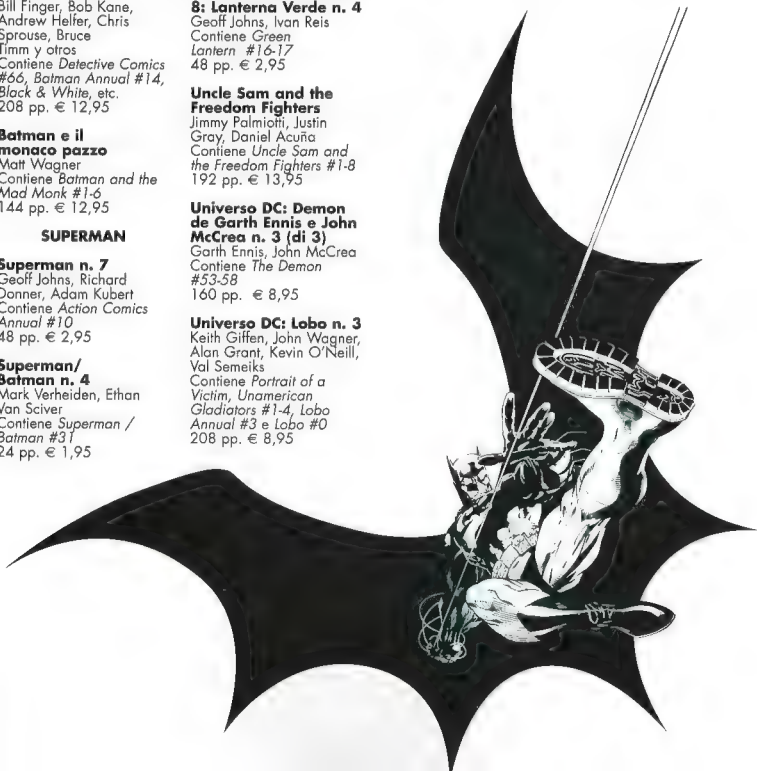 Bill Finger, Bob Kane,
Andrew Helfer, Chris
Sprouse, Bruce
Timm y otros
Contiene Detective Comics
#66, Batman Annual #14,
Black & White, etc.
208 pp. € 12,95
Batman e il
monaco pazzo
Matt Wagner
Contiene Batman and the
Mad Monk #1-6
144 pp. € 12,95
SUPERMAN
Superman n. 7
Geoff Johns, Richard
Donner, Adam Kubert
Contiene Action Comics
Annual #10
48 pp. € 2,95
Superman/
Batman n. 4
Mark Verheiden, Ethan
Van Sciver
Contiene Superman /
Batman #31
24 pp. € 1,95
8: Lanterna Verde n. 4
Geoff Johns, Ivan Reis
Contiene Green
Lantern #16-17
48 pp. € 2,95
Uncle Sam and the
Freedom Fighters
Jimmy Palmiotti, Justin
Gray, Daniel Acuña
Contiene Uncle Sam and
the Freedom Fighters #1-8
192 pp. € 13,95
Universo DC: Demon
de Garth Ennis e John
McCrea n. 3 (di 3)
Garth Ennis, John McCrea
Contiene The Demon
#53-58
160 pp. € 8,95
Universo DC: Lobo n. 3
Keith Giffen, John Wagner,
Alan Grant, Kevin O'Neill,
Val Semeiks
Contiene Portrait of a
Victim, Unamerican
Gladiators #1-4, Lobo
Annual #3 e Lobo #0
208 pp. € 8,95